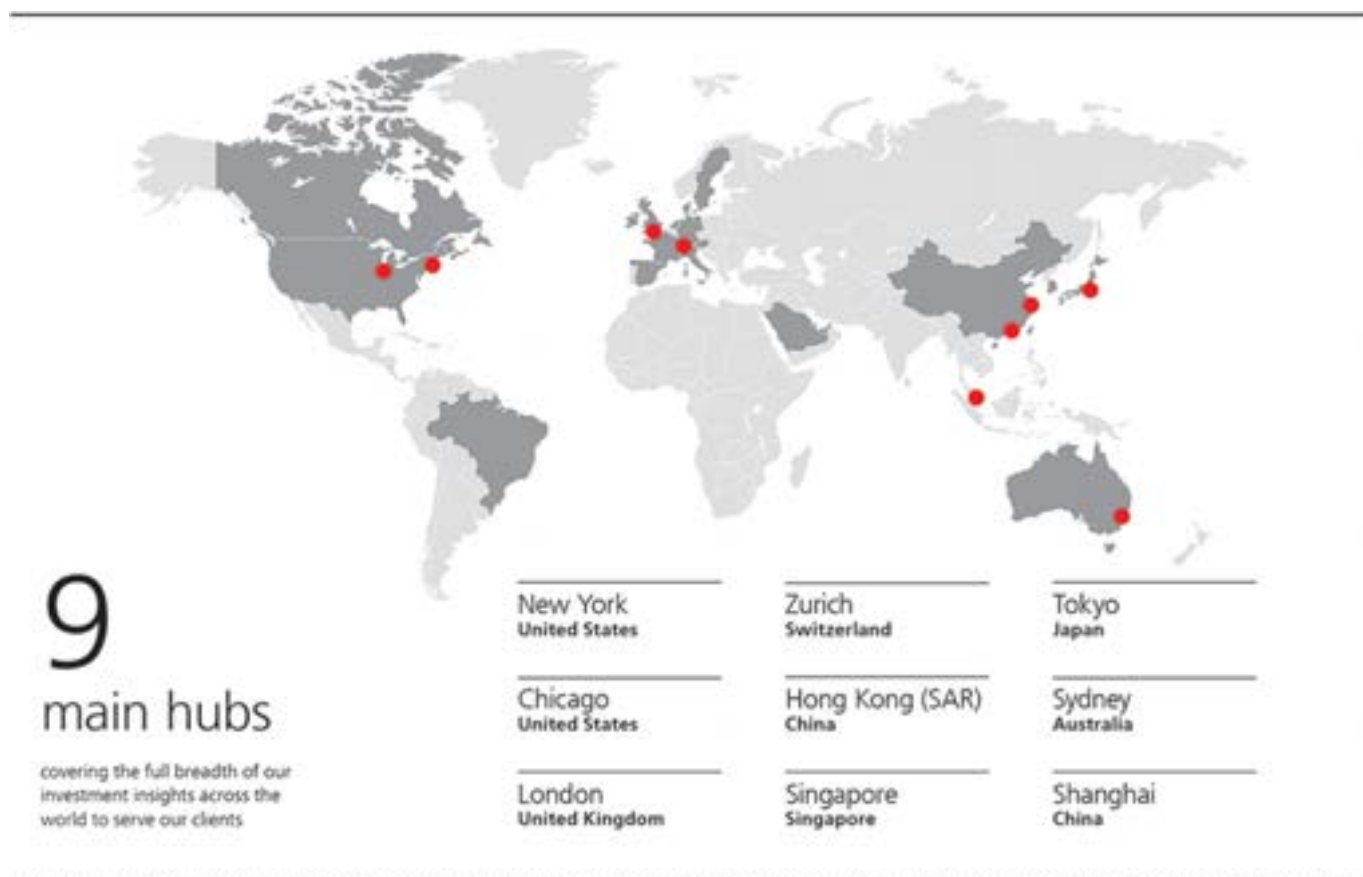 9
main hubs
covering the full breadth of our
investment insights across the
world to serve our clients
New York
United States
Chicago
United States
London
United Kingdom
Zurich
Switzerland
Hong Kong (SAR)
China
Singapore
Singapore
Tokyo
Japan
Sydney
Australia
Shanghai
China